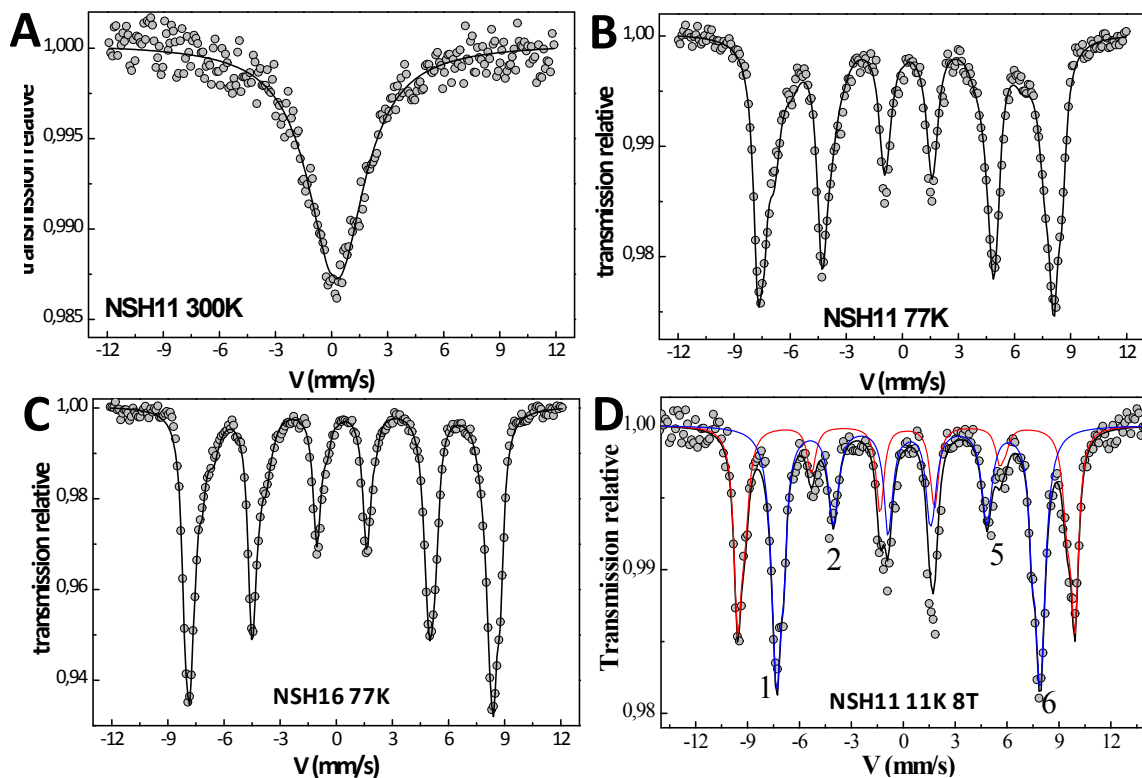 A
1,000
0,995
0,990
0,985
transmission relative
NSH11 300K
-12 -9 -6 -3 0 3 6 9 12
V (mm/s)
B
1,00
0,99
0,98
transmission relative
NSH11 77K
-12 -9 -6 -3 0 3 6 9 12
V (mm/s)
C
1,00
0,98
0,96
0,94
transmission relative
NSH16 77K
-12 -9 -6 -3 0 3 6 9 12
V (mm/s)
D
1,00
0,99
0,98
Transmission relative
1
2
5
6
NSH11 11K 8T
-12 -9 -6 -3 0 3 6 9 12
V (mm/s)